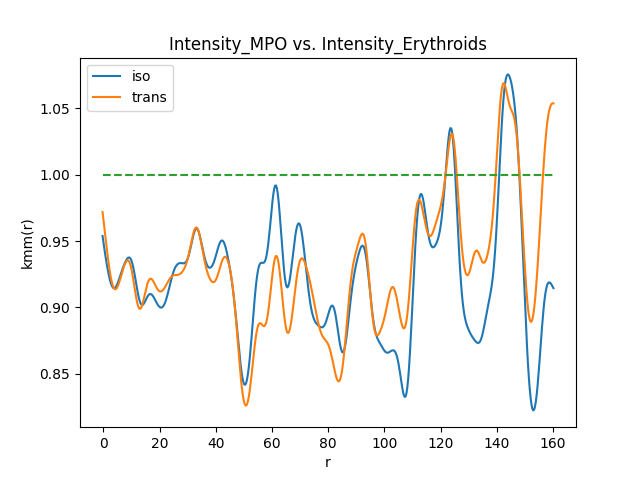 Intensity_MPO vs. Intensity_Erythroids
iso
trans
1.05
1.00
0.95
0.90
0.85
kmm(r)
0 20 40 60 80 100 120 140 160
r